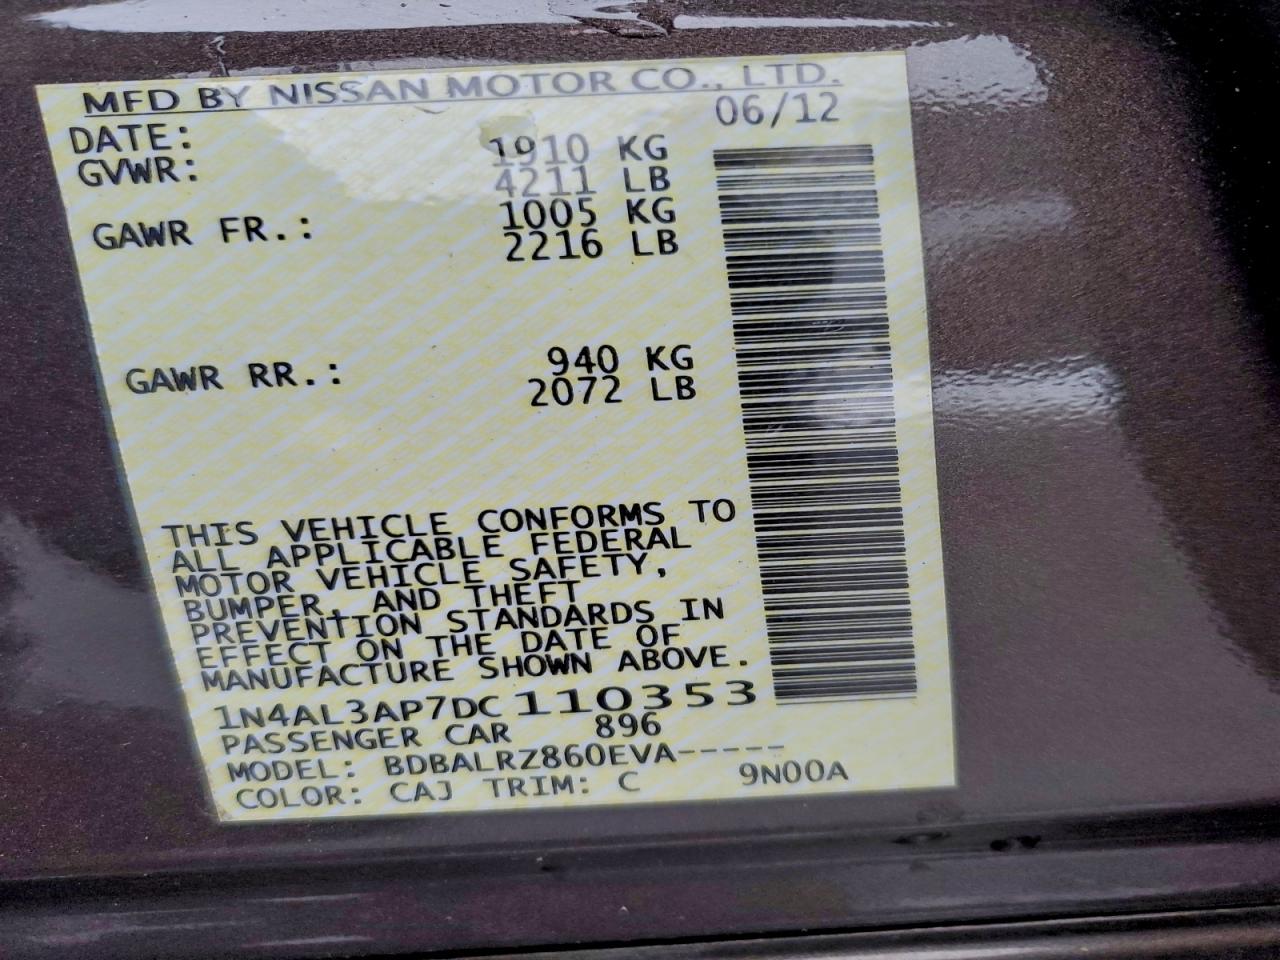 MFD BY NISSAN MOTOR CO., LTD.
DATE: 06/12
GVWR: 1910 KG
4211 LB
GAWR FR.: 1005 KG
2216 LB
GAWR RR.: 940 KG
2072 LB
THIS VEHICLE CONFORMS TO
ALL APPLICABLE FEDERAL
MOTOR VEHICLE SAFETY,
BUMPER, AND THEFT
PREVENTION STANDARDS IN
EFFECT ON THE DATE OF
MANUFACTURE SHOWN ABOVE.
1N4AL3AP7DC110353
PASSENGER CAR 896
MODEL: BDBALRZ860EVA-----
COLOR: CAJ TRIM: C 9N00A